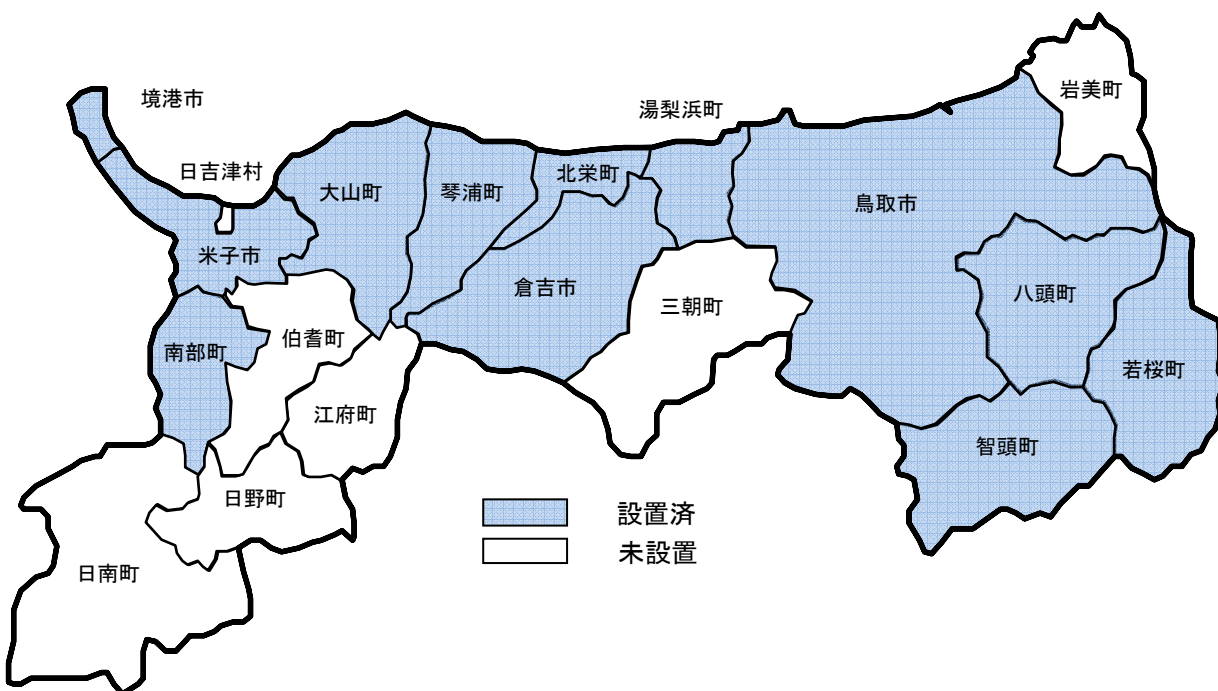 境港市
湯梨浜町
岩美町
日吉津村
大山町
琴浦町
北栄町
鳥取市
米子市
倉吉市
三朝町
八頭町
南部町
伯耆町
若桜町
江府町
智頭町
日野町
日南町
設置済
未設置